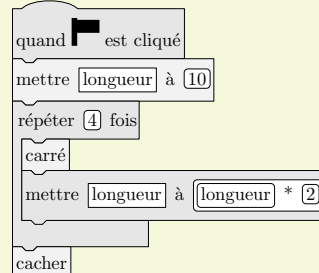 quand est cliqué
mettre longueur à 10
répéter 4 fois
carré
mettre longueur à longueur * 2
cacher